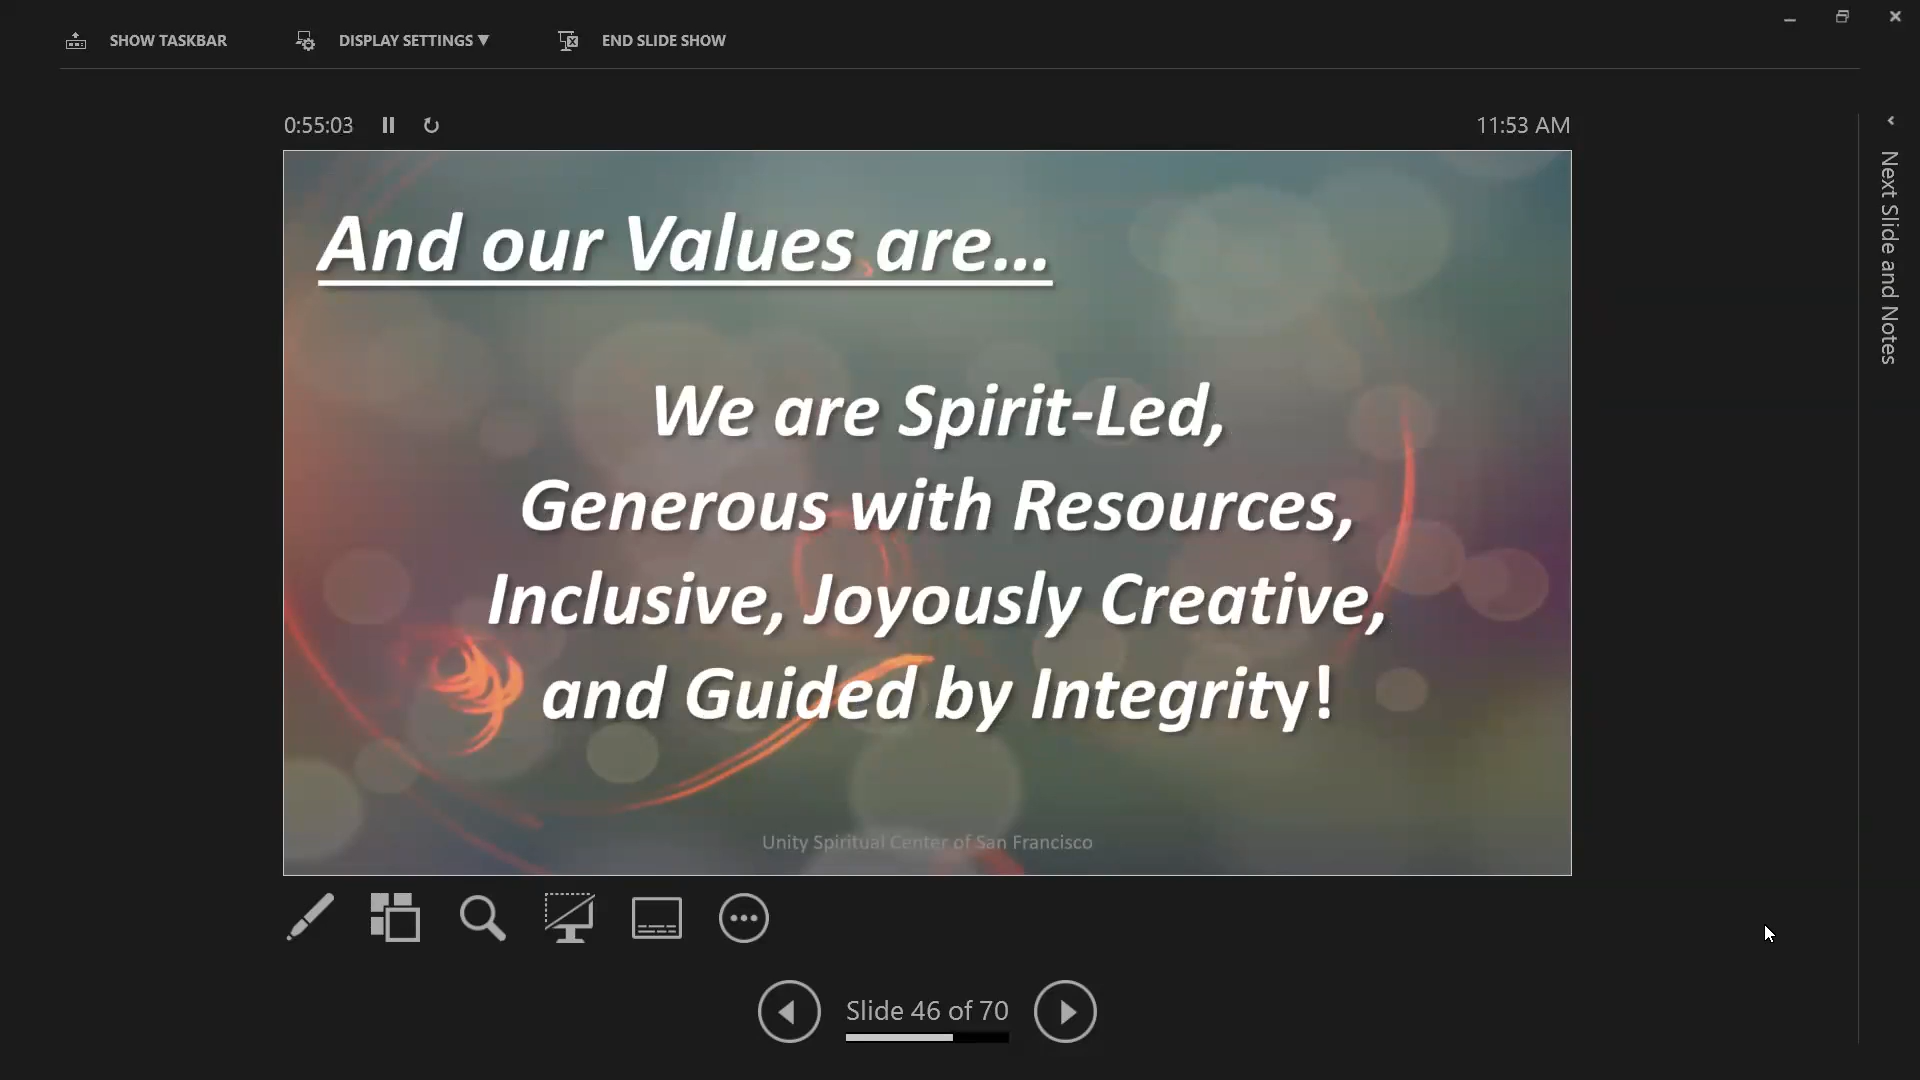 SHOW TASKBAR
DISPLAY SETTINGS ▼
END SLIDE SHOW
0:55:03
11:53 AM
And our Values are...
We are Spirit-Led,
Generous with Resources,
Inclusive, Joyously Creative,
and Guided by Integrity!
Unity Spiritual Center of San Francisco
Slide 46 of 70
Next Slide and Notes